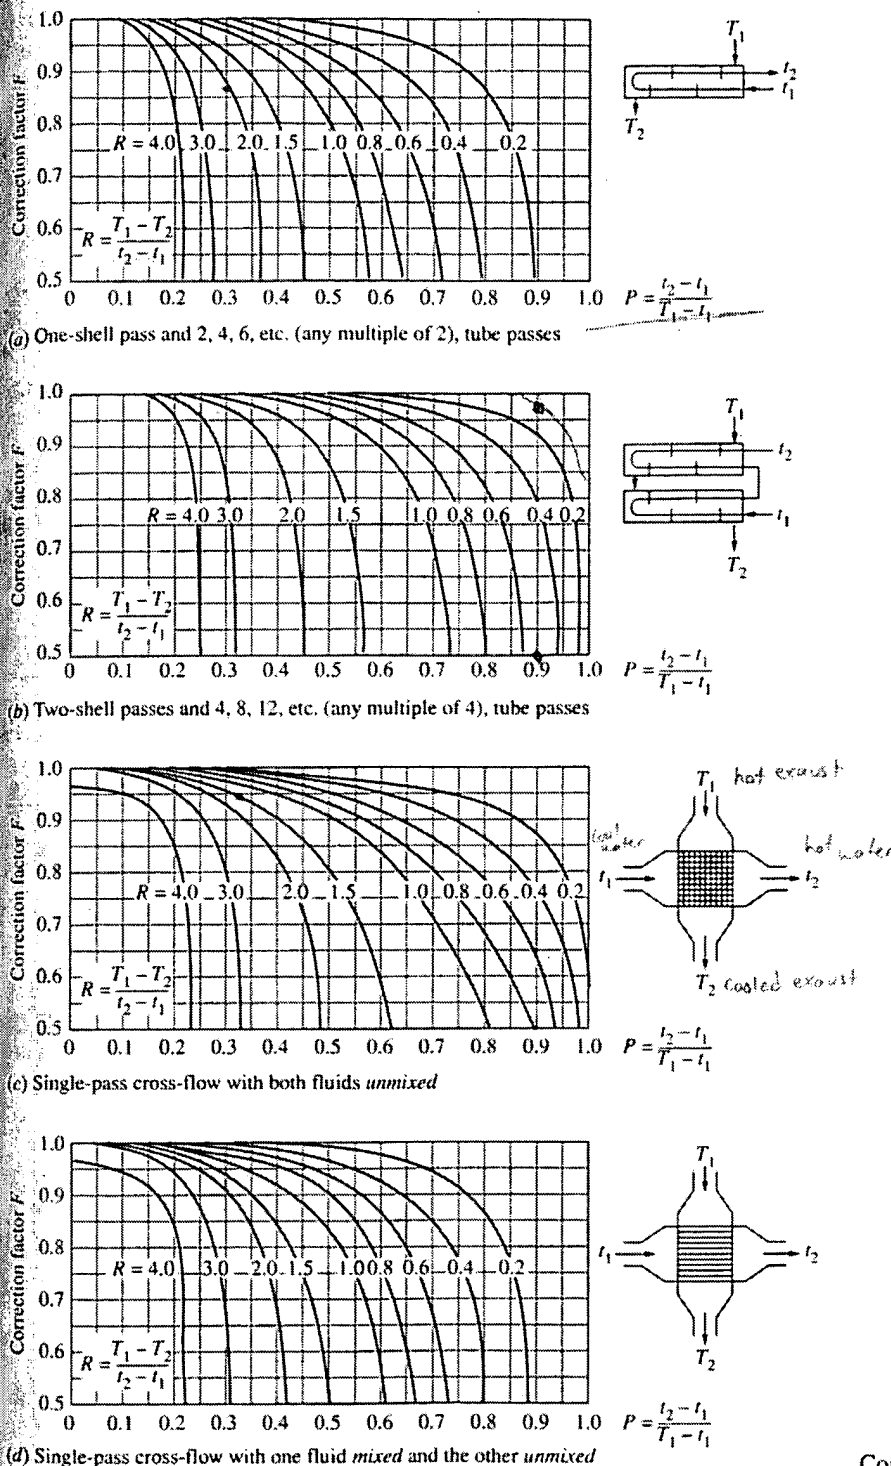 Correction factor F
1.0
0.9
0.8
0.7
0.6
0.5
R = 4.0 3.0 2.0 1.5 1.0 0.8 0.6 0.4 0.2
R = T1 − T2 / t2 − t1
0 0.1 0.2 0.3 0.4 0.5 0.6 0.7 0.8 0.9 1.0
P = t2 − t1 / T1 − t1
T1
t2
t1
T2
(a) One-shell pass and 2, 4, 6, etc. (any multiple of 2), tube passes
Correction factor F
1.0
0.9
0.8
0.7
0.6
0.5
R = 4.0 3.0 2.0 1.5 1.0 0.8 0.6 0.4 0.2
R = T1 − T2 / t2 − t1
0 0.1 0.2 0.3 0.4 0.5 0.6 0.7 0.8 0.9 1.0
P = t2 − t1 / T1 − t1
T1
t2
t1
T2
(b) Two-shell passes and 4, 8, 12, etc. (any multiple of 4), tube passes
Correction factor F
1.0
0.9
0.8
0.7
0.6
0.5
R = 4.0 3.0 2.0 1.5 1.0 0.8 0.6 0.4 0.2
R = T1 − T2 / t2 − t1
0 0.1 0.2 0.3 0.4 0.5 0.6 0.7 0.8 0.9 1.0
P = t2 − t1 / T1 − t1
T1 hot exaust
water
hot water
t1
t2
T2 cooled exaust
(c) Single-pass cross-flow with both fluids unmixed
Correction factor F
1.0
0.9
0.8
0.7
0.6
0.5
R = 4.0 3.0 2.0 1.5 1.0 0.8 0.6 0.4 0.2
R = T1 − T2 / t2 − t1
0 0.1 0.2 0.3 0.4 0.5 0.6 0.7 0.8 0.9 1.0
P = t2 − t1 / T1 − t1
T1
t1
t2
T2
(d) Single-pass cross-flow with one fluid mixed and the other unmixed